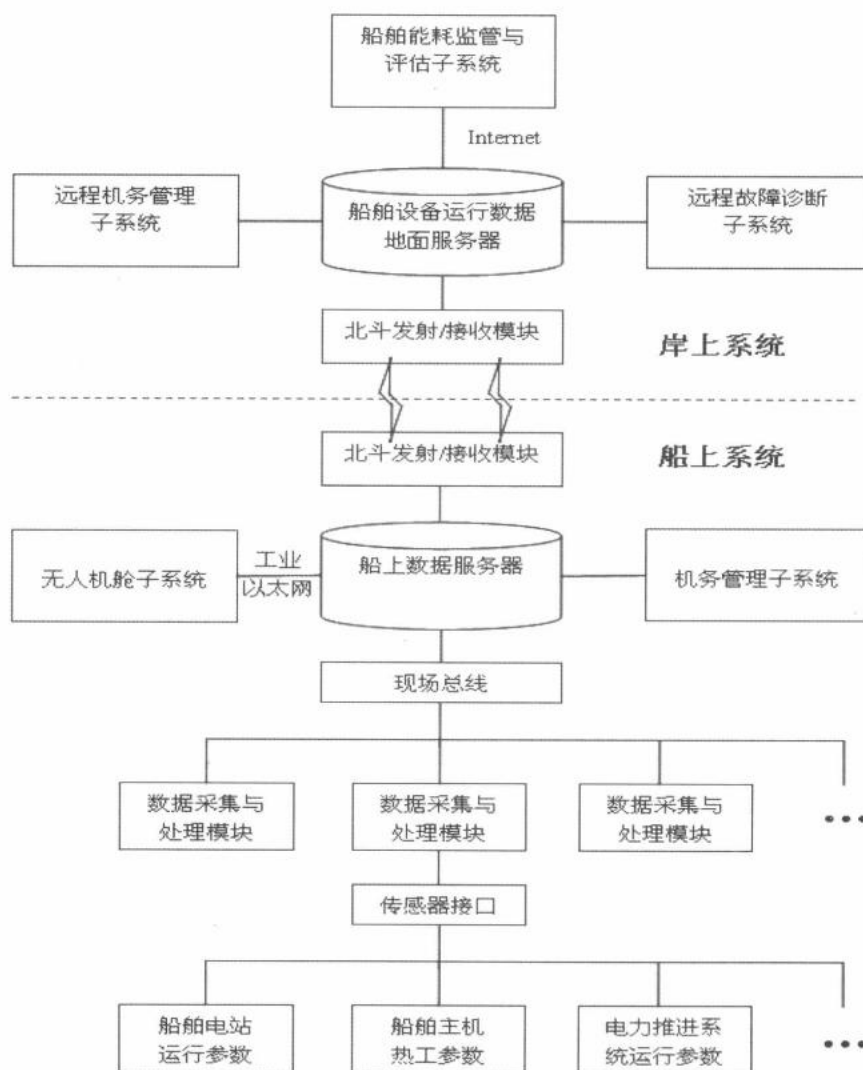 船舶能耗监管与
评估子系统
Internet
远程机务管理
子系统
船舶设备运行数据
地面服务器
远程故障诊断
子系统
北斗发射/接收模块
岸上系统
北斗发射/接收模块
船上系统
无人机舱子系统
工业
以太网
船上数据服务器
机务管理子系统
现场总线
数据采集与
处理模块
数据采集与
处理模块
数据采集与
处理模块
•••
传感器接口
船舶电站
运行参数
船舶主机
热工参数
电力推进系
统运行参数
•••